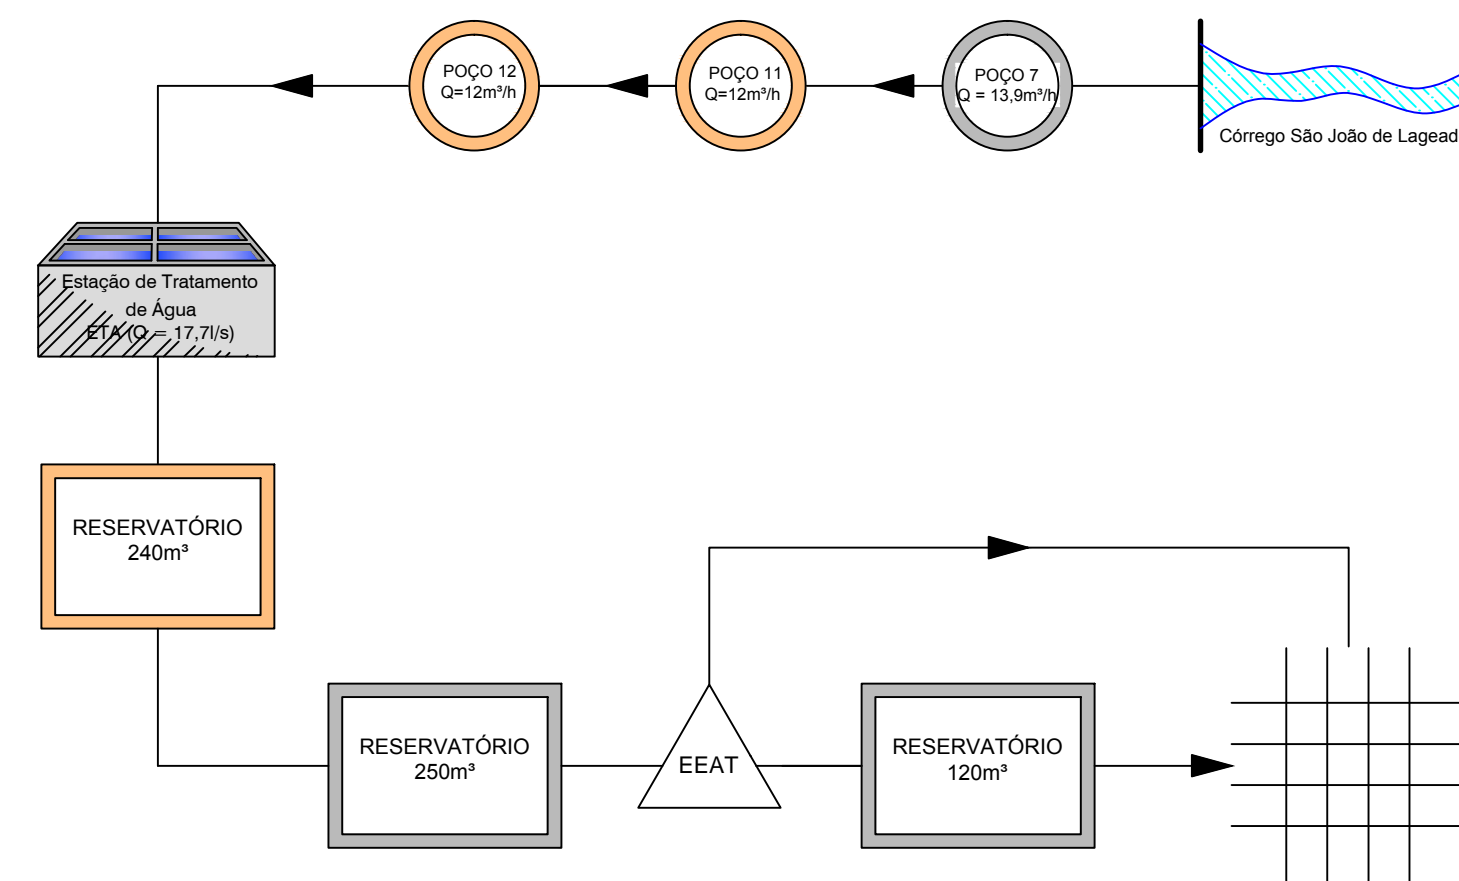 POÇO 12
Q=12m³/h
POÇO 11
Q=12m³/h
POÇO 7
Q = 13,9m³/h
Córrego São João de Lagead
Estação de Tratamento
de Água
ETA (Q = 17,7l/s)
RESERVATÓRIO
240m³
RESERVATÓRIO
250m³
EEAT
RESERVATÓRIO
120m³